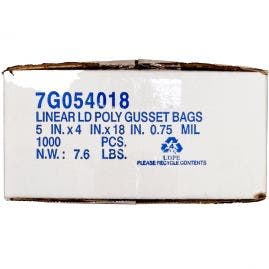 7G054018
LINEAR LD POLY GUSSET BAGS
5 IN. x 4 IN. x 18 IN. 0.75 MIL
1000 PCS.
N.W.: 7.6 LBS.
4
LDPE
PLEASE RECYCLE CONTENTS